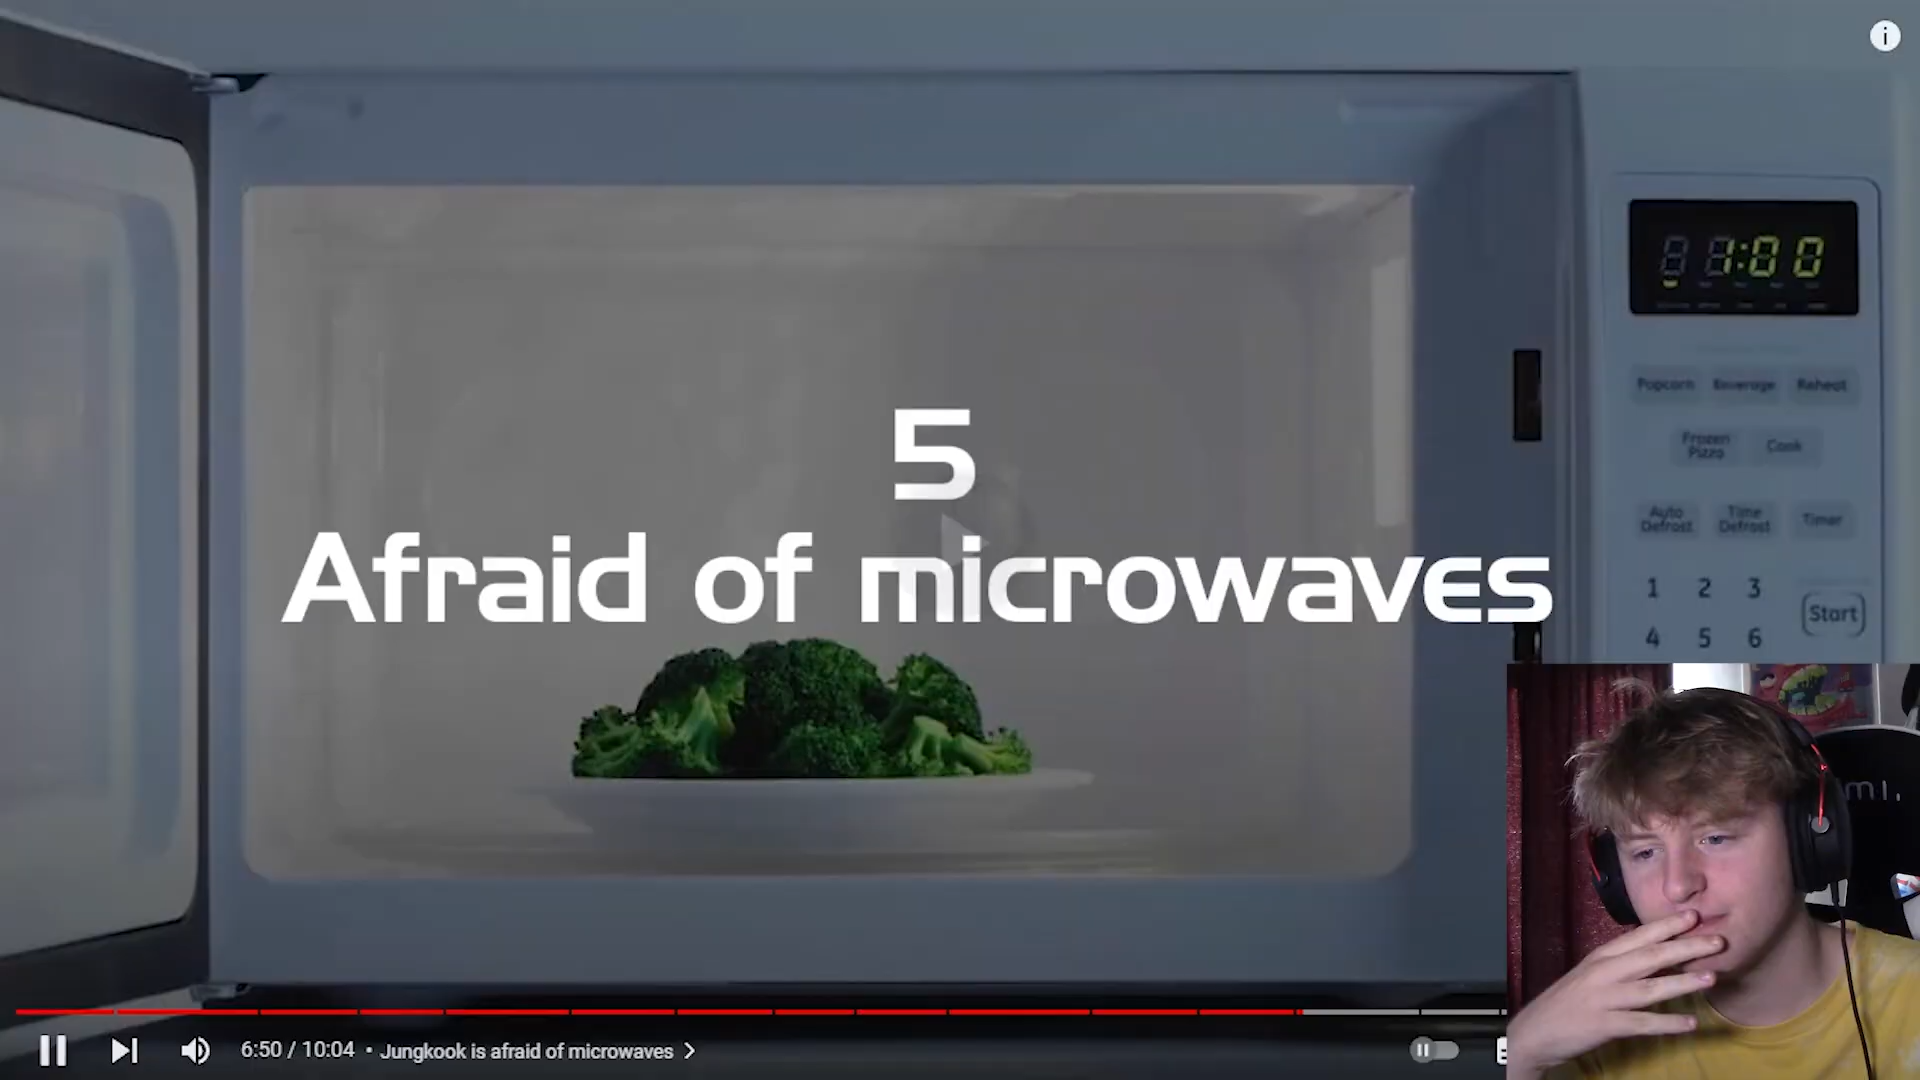 i
1:00
Popcorn Beverage Reheat
Frozen Pizza Cook
Auto Defrost Time Defrost Timer
5
Afraid of microwaves
1 2 3
Start
4 5 6
6:50 / 10:04 • Jungkook is afraid of microwaves >